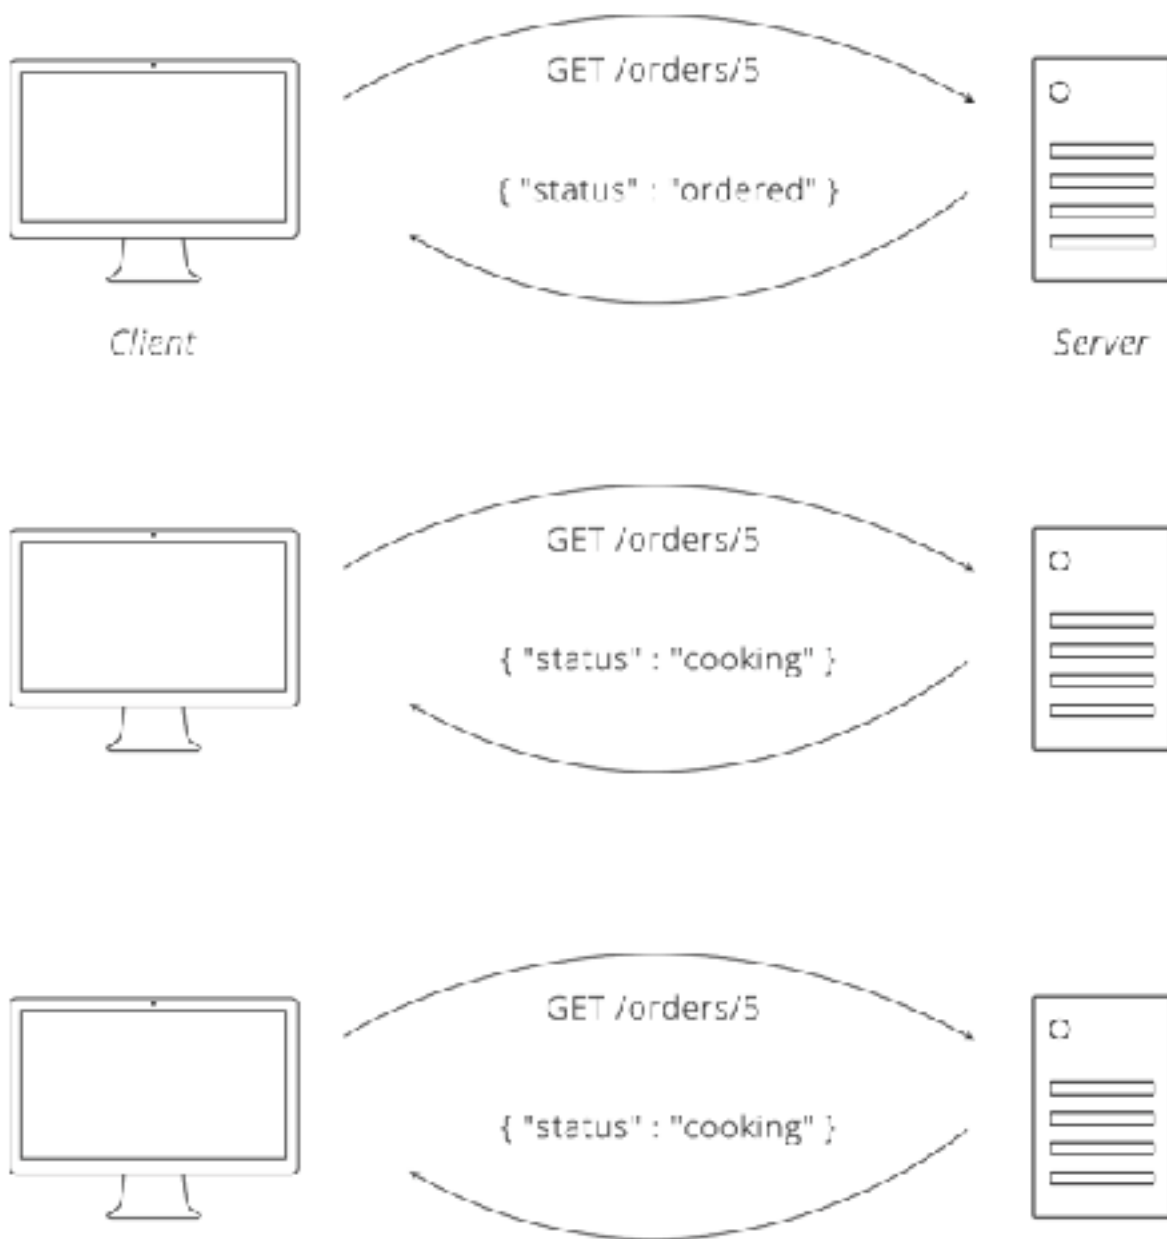 GET /orders/5
{ "status" : "ordered" }
Client
Server
GET /orders/5
{ "status" : "cooking" }
GET /orders/5
{ "status" : "cooking" }